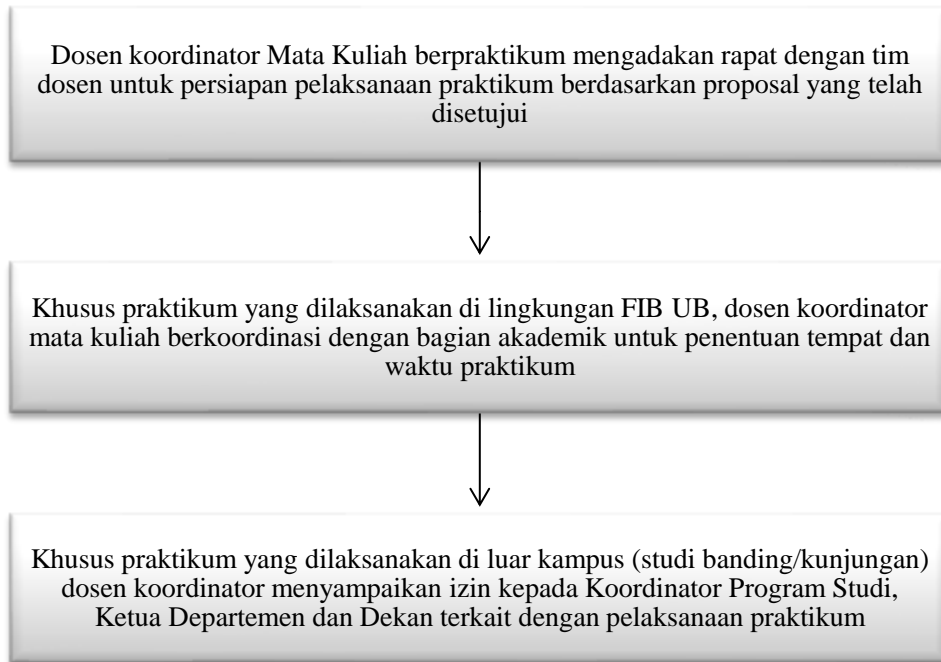 Dosen koordinator Mata Kuliah berpraktikum mengadakan rapat dengan tim
dosen untuk persiapan pelaksanaan praktikum berdasarkan proposal yang telah
disetujui
Khusus praktikum yang dilaksanakan di lingkungan FIB UB, dosen koordinator
mata kuliah berkoordinasi dengan bagian akademik untuk penentuan tempat dan
waktu praktikum
Khusus praktikum yang dilaksanakan di luar kampus (studi banding/kunjungan)
dosen koordinator menyampaikan izin kepada Koordinator Program Studi,
Ketua Departemen dan Dekan terkait dengan pelaksanaan praktikum